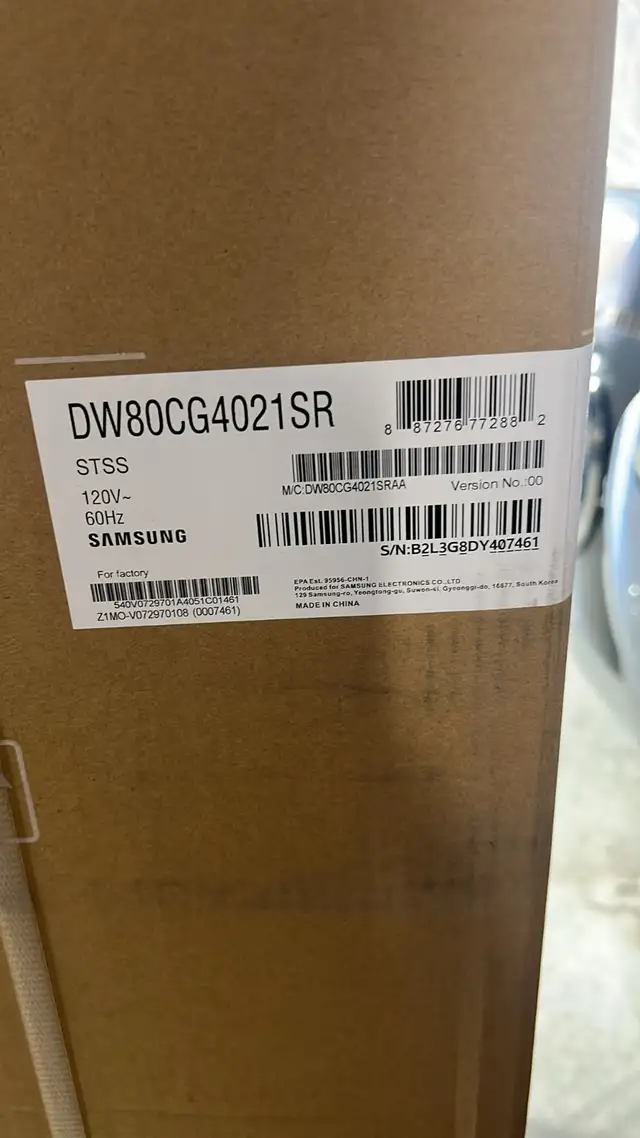 DW80CG4021SR
8 87276 77288 2
STSS
M/C:DW80CG4021SRAA Version No.:00
120V~
60Hz
SAMSUNG
S/N:B2L3G8DY407461
For factory
540V0729701A4051C01461
Z1MO-V072970108 (0007461)
EPA Est. 95956-CHN-1
Produced for SAMSUNG ELECTRONICS CO.,LTD
129 Samsung-ro, Yeongtong-gu, Suwon-si, Gyeonggi-do, 16677, South Korea
MADE IN CHINA